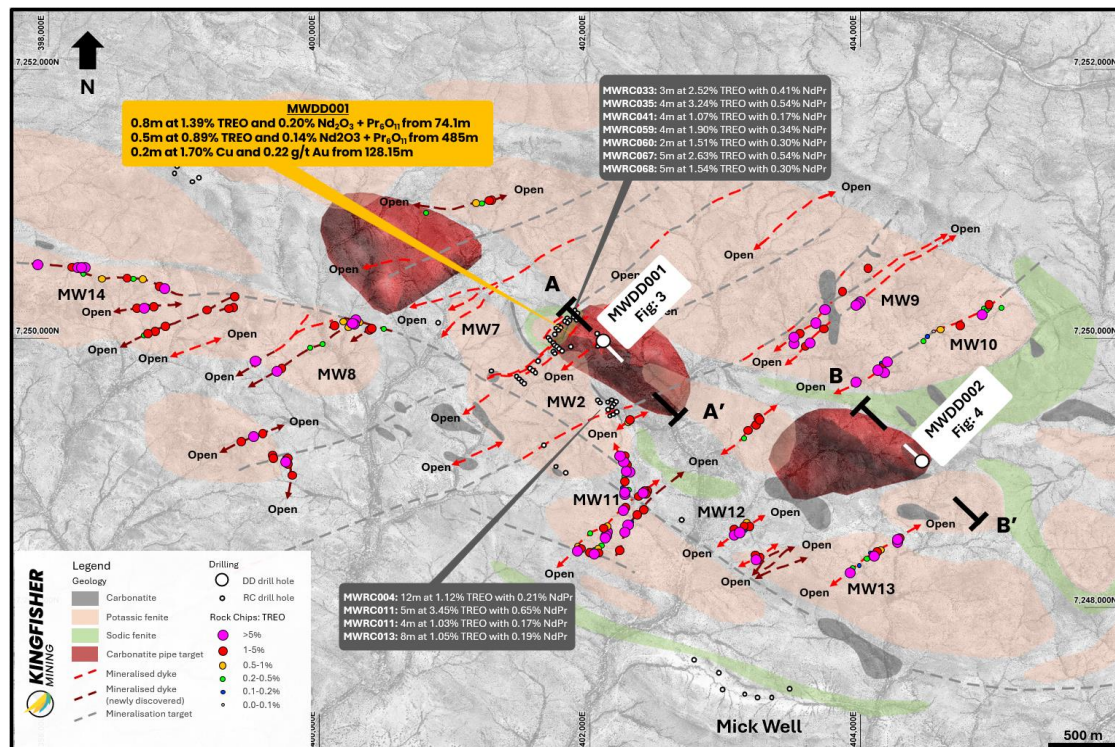 398,000E
400,000E
402,000E
404,000E
7,252,000N
7,252,000N
N
MWDD001
0.8m at 1.39% TREO and 0.20% Nd₂O₃ + Pr₆O₁₁ from 74.1m
0.5m at 0.89% TREO and 0.14% Nd2O3 + Pr₆O₁₁ from 485m
0.2m at 1.70% Cu and 0.22 g/t Au from 128.15m
MWRC033: 3m at 2.52% TREO with 0.41% NdPr
MWRC035: 4m at 3.24% TREO with 0.54% NdPr
MWRC041: 4m at 1.07% TREO with 0.17% NdPr
MWRC059: 4m at 1.90% TREO with 0.34% NdPr
MWRC060: 2m at 1.51% TREO with 0.30% NdPr
MWRC067: 5m at 2.63% TREO with 0.54% NdPr
MWRC068: 5m at 1.54% TREO with 0.30% NdPr
Open
Open
Open
Open
Open
Open
Open
Open
MW14
A
MWDD001
Fig: 3
MW9
Open
7,250,000N
7,250,000N
MW7
MW10
Open
Open
Open
Open
Open
MW8
Open
Open
B
MW2
Open
A'
Open
MWDD002
Fig: 4
Open
Open
Open
Open
Open
Open
MW11
MW12
Open
Open
B'
Open
Open
Open
Open
Open
MW13
MWRC004: 12m at 1.12% TREO with 0.21% NdPr
MWRC011: 5m at 3.45% TREO with 0.65% NdPr
MWRC011: 4m at 1.03% TREO with 0.17% NdPr
MWRC013: 8m at 1.05% TREO with 0.19% NdPr
7,248,000N
KINGFISHER
MINING
Legend
Geology
Carbonatite
Potassic fenite
Sodic fenite
Carbonatite pipe target
Mineralised dyke
Mineralised dyke
(newly discovered)
Mineralisation target
Drilling
DD drill hole
RC drill hole
Rock Chips: TREO
>5%
1-5%
0.5-1%
0.2-0.5%
0.1-0.2%
0.0-0.1%
400,000E
402,000E
404,000E
Mick Well
500 m